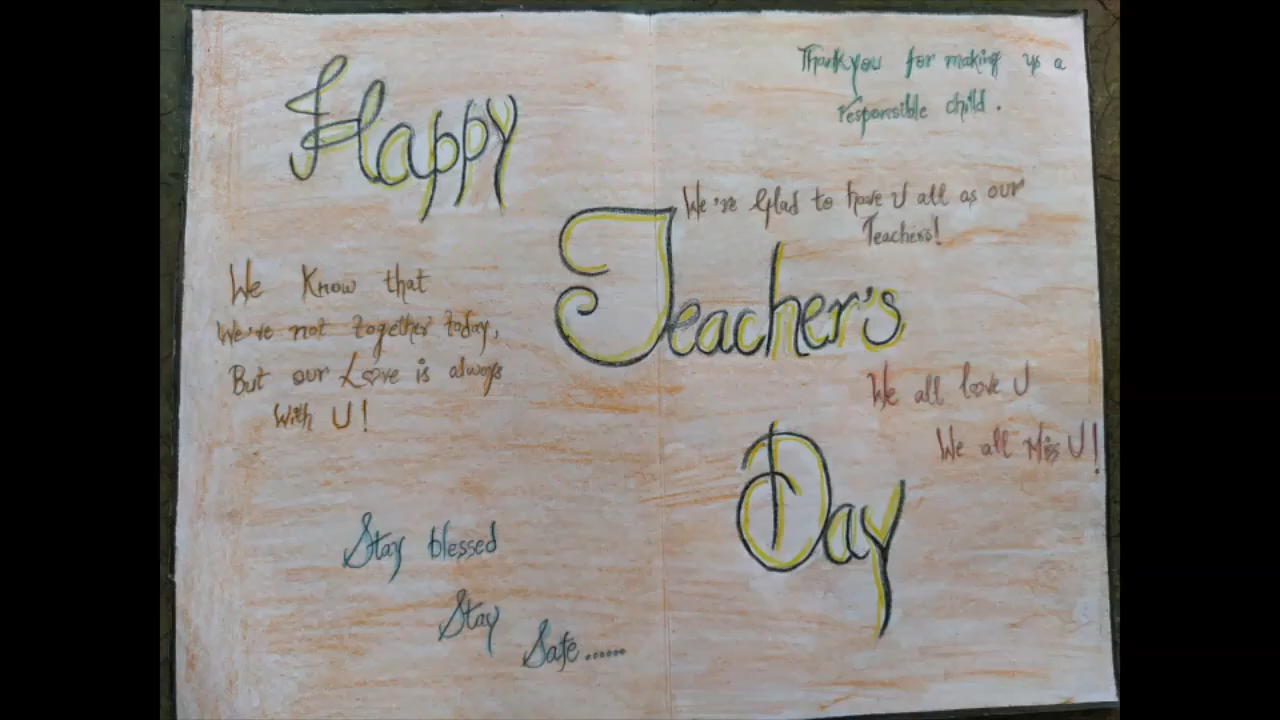 Happy
Teacher's
Day
Thank you for making us a
responsible child.
We're Glad to have U all as our
Teachers!
We Know that
We're not together today,
But our Love is always
With U!
We all love U
We all Miss U!
Stay blessed
Stay
Safe......